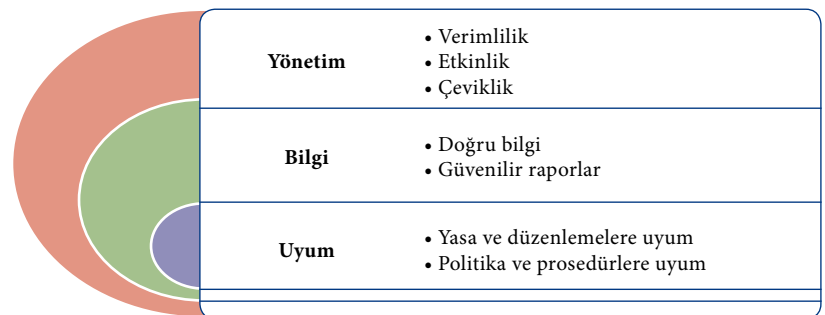 Yönetim
• Verimlilik
• Etkinlik
• Çeviklik
Bilgi
• Doğru bilgi
• Güvenilir raporlar
Uyum
• Yasa ve düzenlemelere uyum
• Politika ve prosedürlere uyum